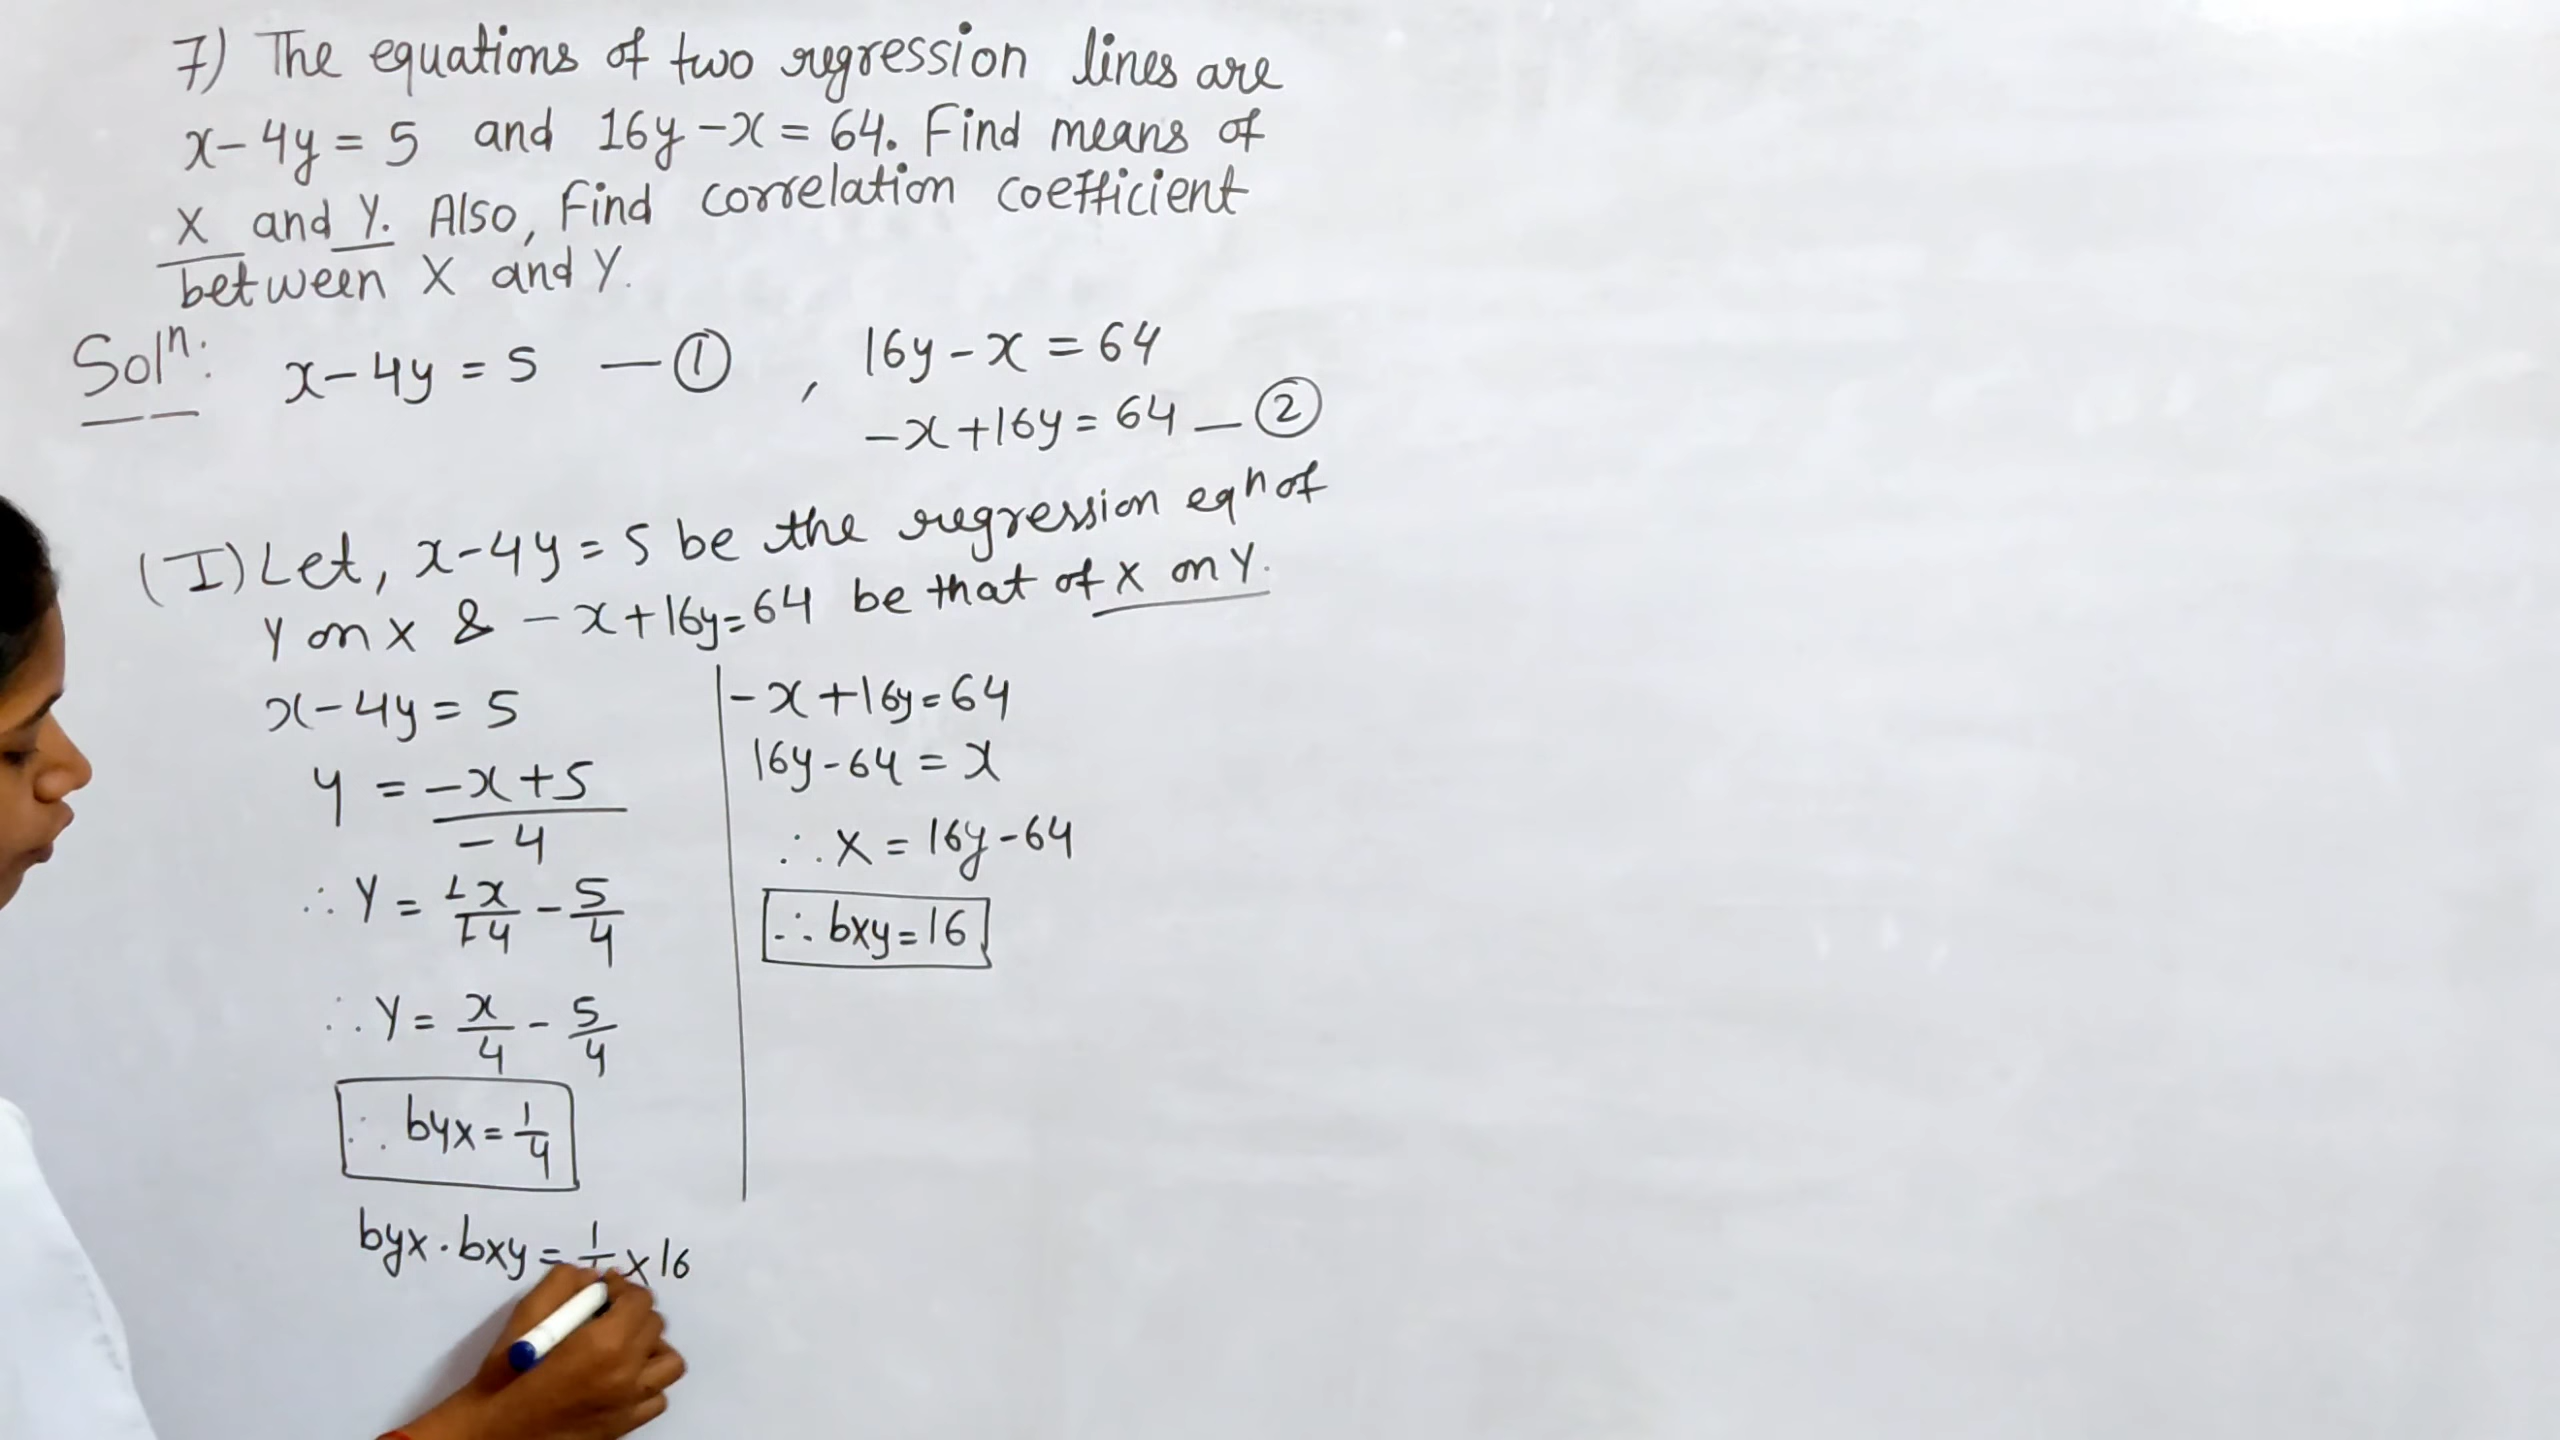 7) The equations of two regression lines are
x - 4y = 5 and 16y - x = 64. Find means of
X and Y. Also, Find correlation coefficient
between X and Y.
Solⁿ: x - 4y = 5 — ① , 16y - x = 64
- x + 16y = 64 — ②
(I) Let, x - 4y = 5 be the regression eqⁿ of
Y on X & - x + 16y = 64 be that of X on Y.
x - 4y = 5
y = (-x + 5)/(-4)
∴ Y = -x/-4 - 5/4
∴ Y = x/4 - 5/4
∴ byx = 1/4
- x + 16y = 64
16y - 64 = x
∴ X = 16y - 64
∴ bxy = 16
byx . bxy = 1/ x 16